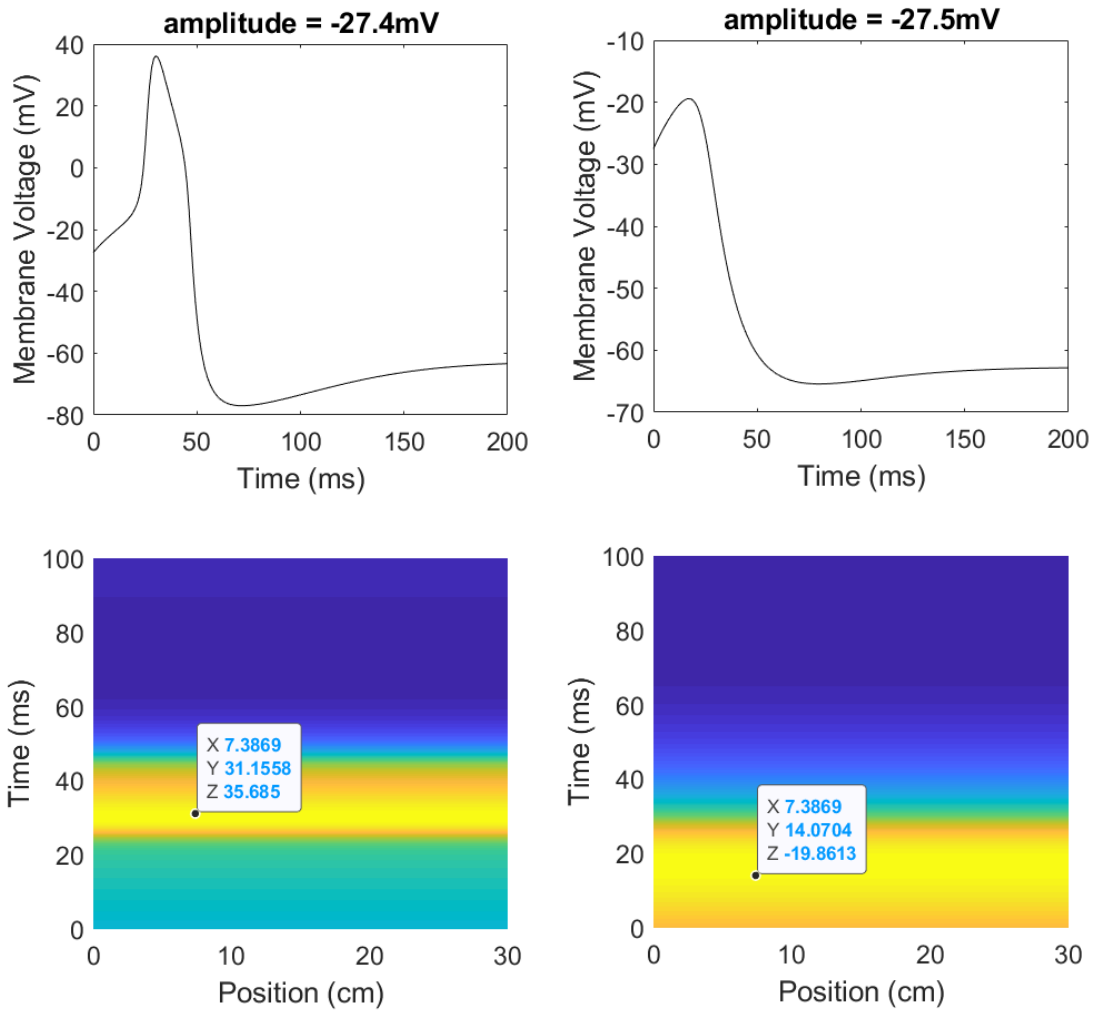 amplitude = -27.4mV
Membrane Voltage (mV)
40
20
0
-20
-40
-60
-80
0 50 100 150 200
Time (ms)
amplitude = -27.5mV
Membrane Voltage (mV)
-10
-20
-30
-40
-50
-60
-70
0 50 100 150 200
Time (ms)
Time (ms)
100
80
60
40
20
0
X 7.3869
Y 31.1558
Z 35.685
0 10 20 30
Position (cm)
Time (ms)
100
80
60
40
20
0
X 7.3869
Y 14.0704
Z -19.8613
0 10 20 30
Position (cm)